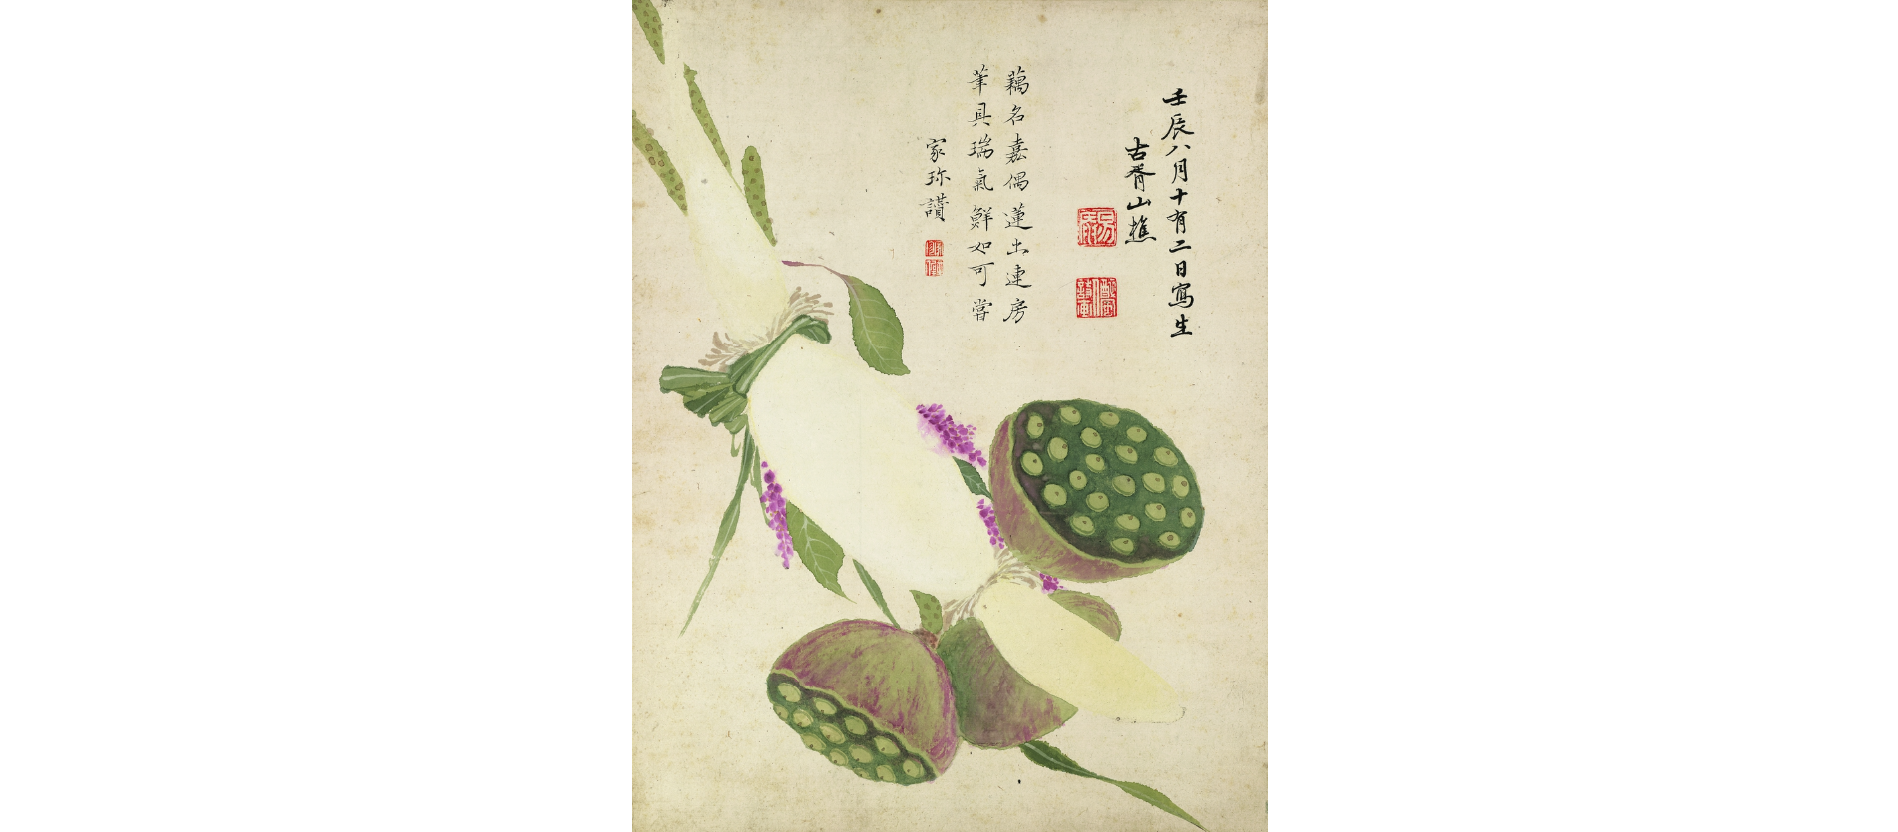 壬辰八月十有二日寫生
古香山樵
藕名嘉偶蓮出連房
筆具瑞氣鮮如可嘗
家珎讚